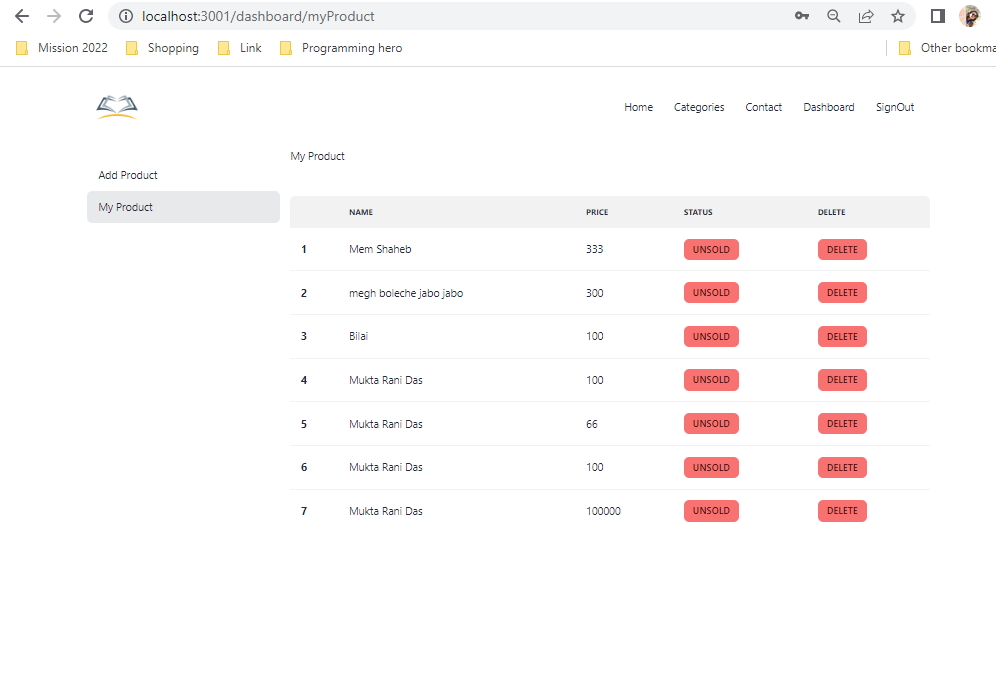 localhost:3001/dashboard/myProduct
Mission 2022 Shopping Link Programming hero Other bookma
Home Categories Contact Dashboard SignOut
My Product
Add Product
My Product
NAME PRICE STATUS DELETE
1 Mem Shaheb 333 UNSOLD DELETE
2 megh boleche jabo jabo 300 UNSOLD DELETE
3 Bilai 100 UNSOLD DELETE
4 Mukta Rani Das 100 UNSOLD DELETE
5 Mukta Rani Das 66 UNSOLD DELETE
6 Mukta Rani Das 100 UNSOLD DELETE
7 Mukta Rani Das 100000 UNSOLD DELETE